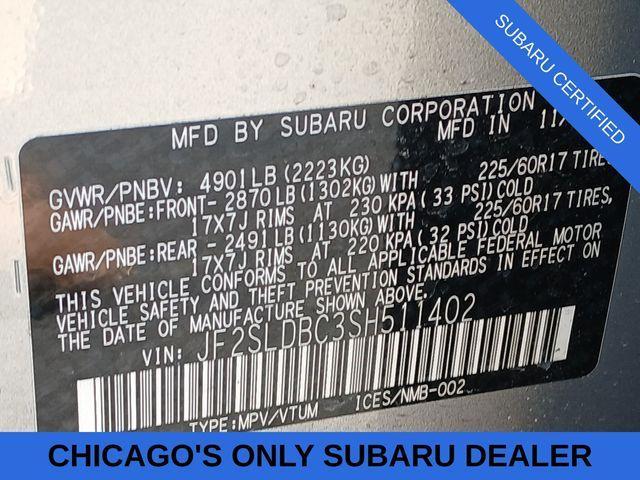 SUBARU CERTIFIED
MFD BY SUBARU CORPORATION
MFD IN 11/
GVWR/PNBV: 4901LB (2223KG)
GAWR/PNBE:FRONT- 2870LB (1302KG)WITH 225/60R17 TIRES,
17X7J RIMS AT 230 KPA (33 PSI)COLD
GAWR/PNBE:REAR - 2491LB (1130KG)WITH 225/60R17 TIRES,
17X7J RIMS AT 220 KPA (32 PSI)COLD
THIS VEHICLE CONFORMS TO ALL APPLICABLE FEDERAL MOTOR
VEHICLE SAFETY AND THEFT PREVENTION STANDARDS IN EFFECT ON
THE DATE OF MANUFACTURE SHOWN ABOVE.
VIN: JF2SLDBC3SH511402
TYPE:MPV/VTUM ICES/NMB-002
CHICAGO'S ONLY SUBARU DEALER